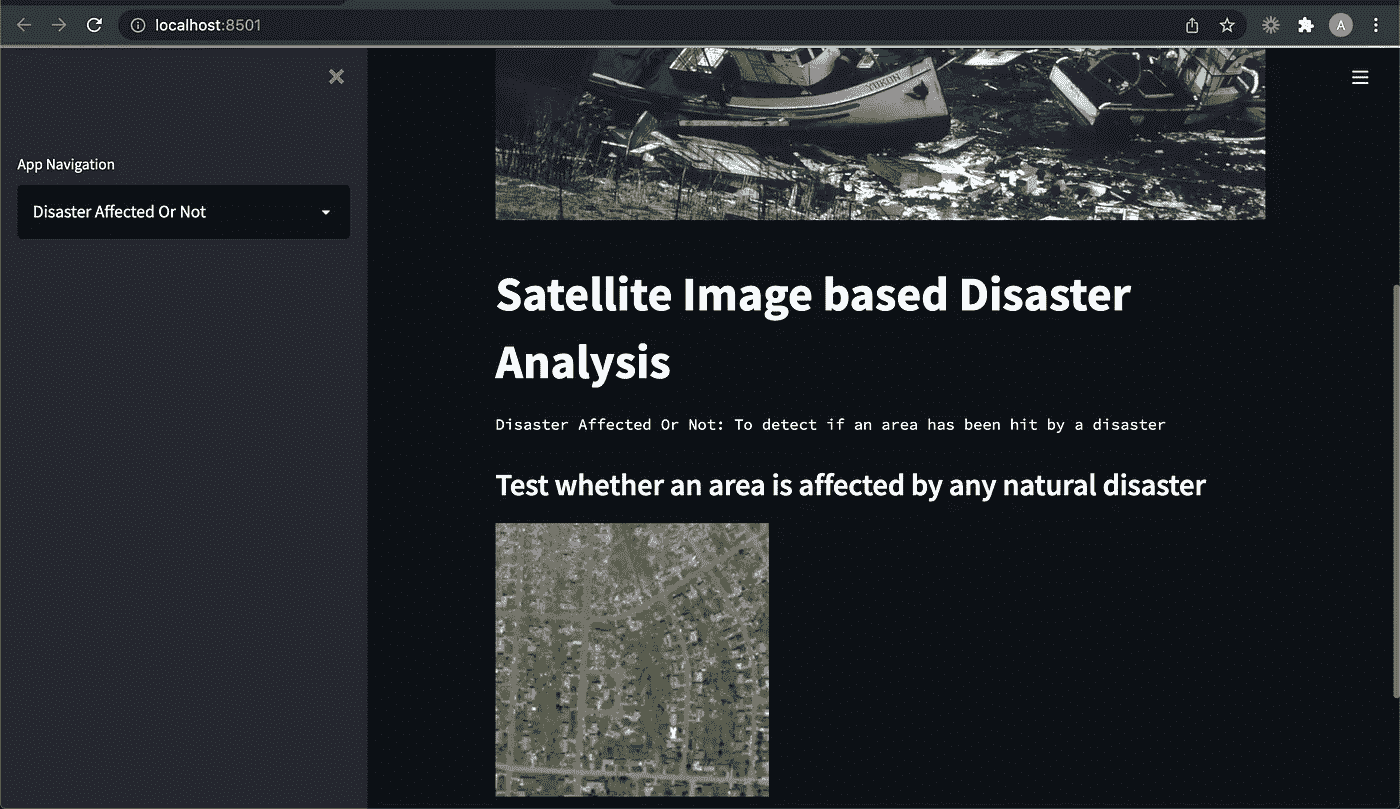 localhost:8501
A
YUKON
App Navigation
Disaster Affected Or Not
Satellite Image based Disaster
Analysis
Disaster Affected Or Not: To detect if an area has been hit by a disaster
Test whether an area is affected by any natural disaster